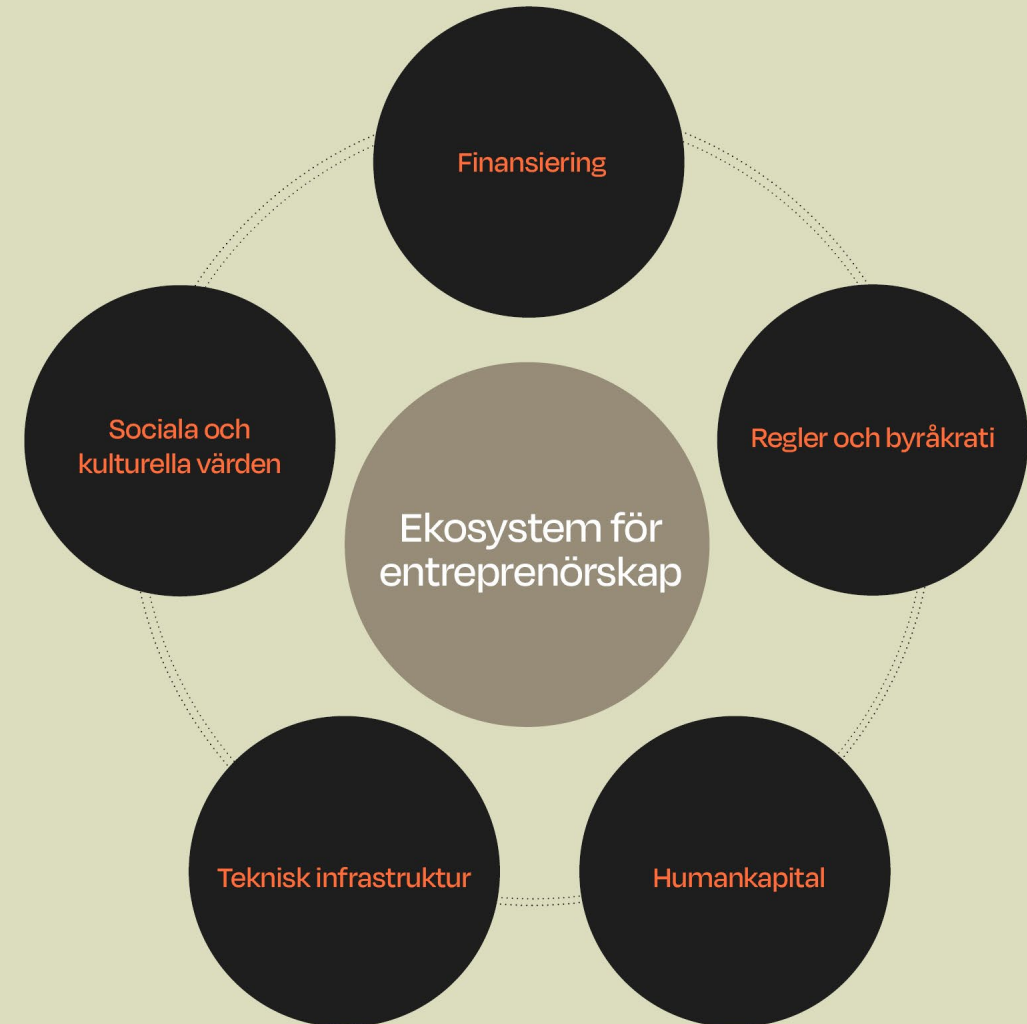 Finansiering
Sociala och
kulturella värden
Regler och byråkrati
Ekosystem för
entreprenörskap
Teknisk infrastruktur
Humankapital